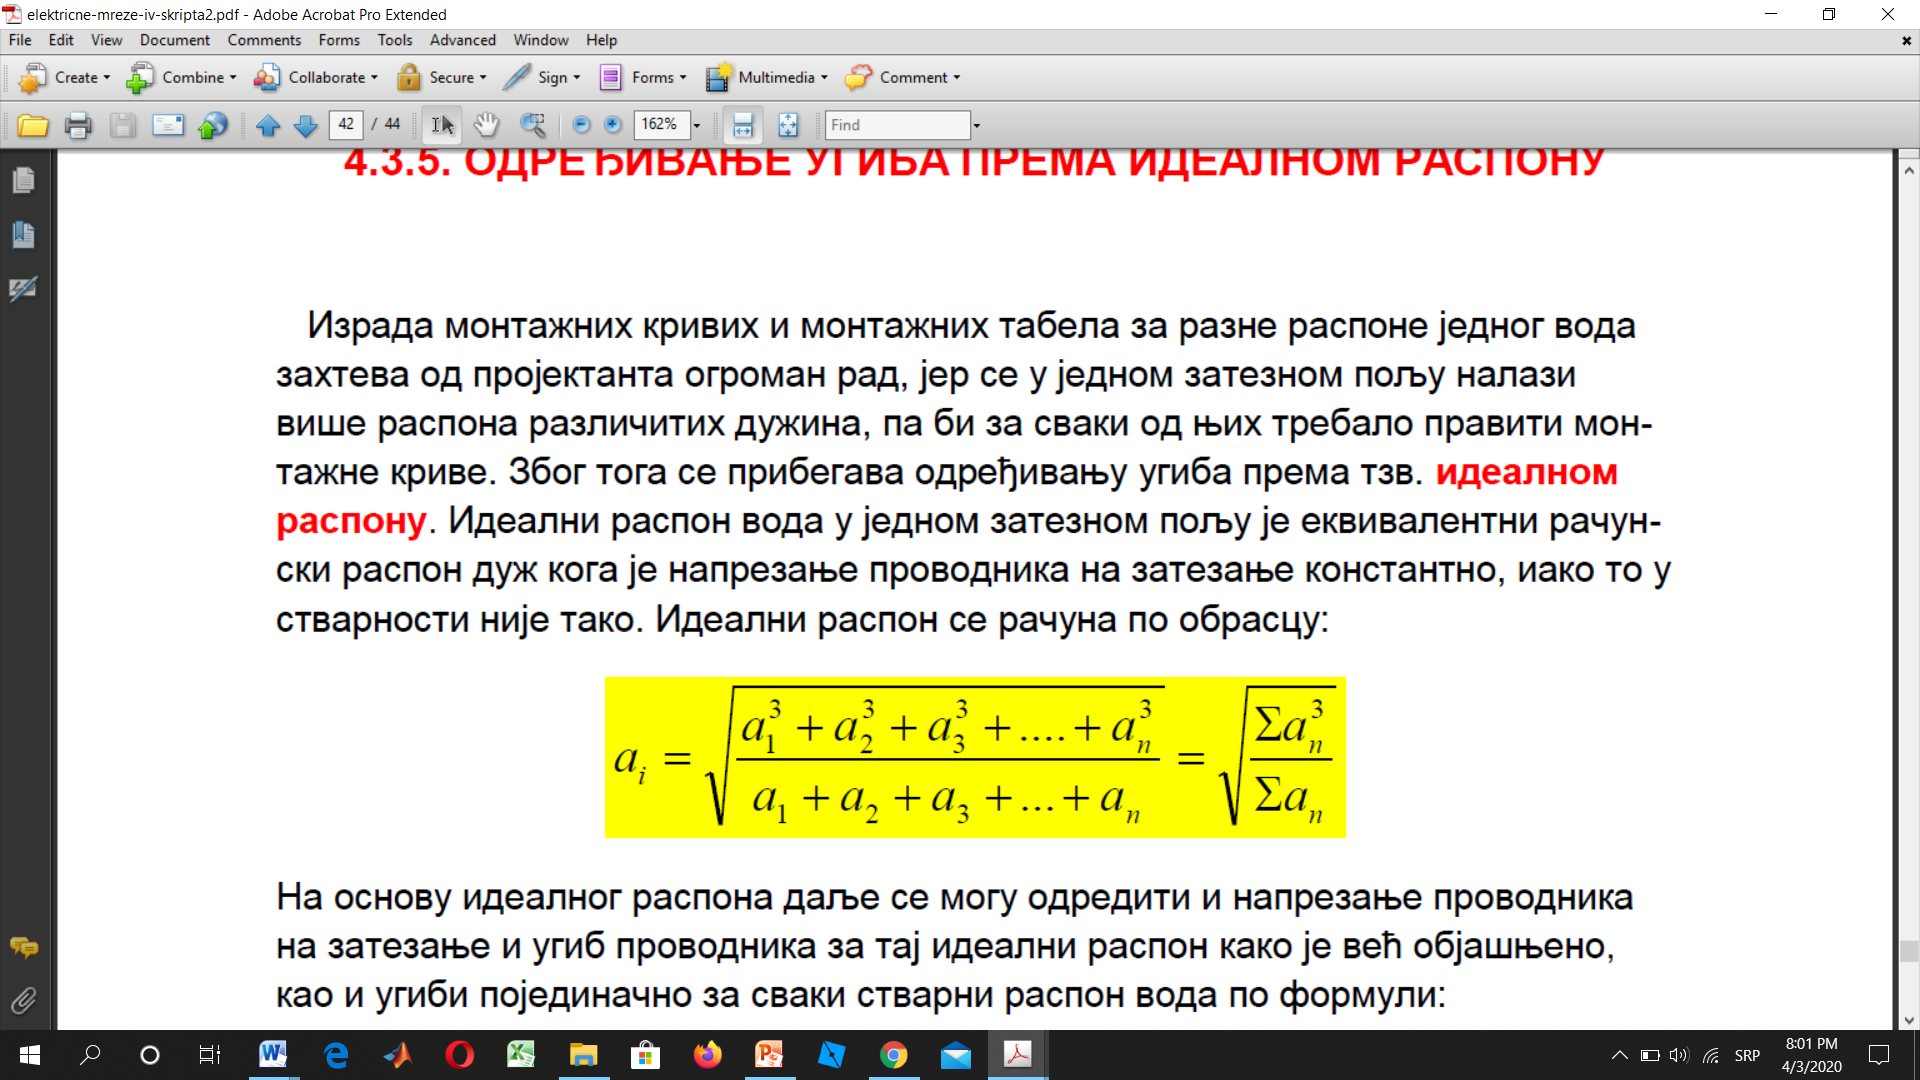 elektricne-mreze-iv-skripta2.pdf - Adobe Acrobat Pro Extended
File Edit View Document Comments Forms Tools Advanced Window Help
Create Combine Collaborate Secure Sign Forms Multimedia Comment
42 / 44 162% Find
4.3.5. ОДРЕЂИВАЊЕ УГИБА ПРЕМА ИДЕАЛНОМ РАСПОНУ
Израда монтажних кривих и монтажних табела за разне распоне једног вода
захтева од пројектанта огроман рад, јер се у једном затезном пољу налази
више распона различитих дужина, па би за сваки од њих требало правити мон-
тажне криве. Због тога се прибегава одређивању угиба према тзв. идеалном
распону. Идеални распон вода у једном затезном пољу је еквивалентни рачун-
ски распон дуж кога је напрезање проводника на затезање константно, иако то у
стварности није тако. Идеални распон се рачуна по обрасцу:
a_i = √((a_1^3 + a_2^3 + a_3^3 + .... + a_n^3) / (a_1 + a_2 + a_3 + ... + a_n)) = √(Σa_n^3 / Σa_n)
На основу идеалног распона даље се могу одредити и напрезање проводника
на затезање и угиб проводника за тај идеални распон како је већ објашњено,
као и угиби појединачно за сваки стварни распон вода по формули:
SRP
8:01 PM
4/3/2020